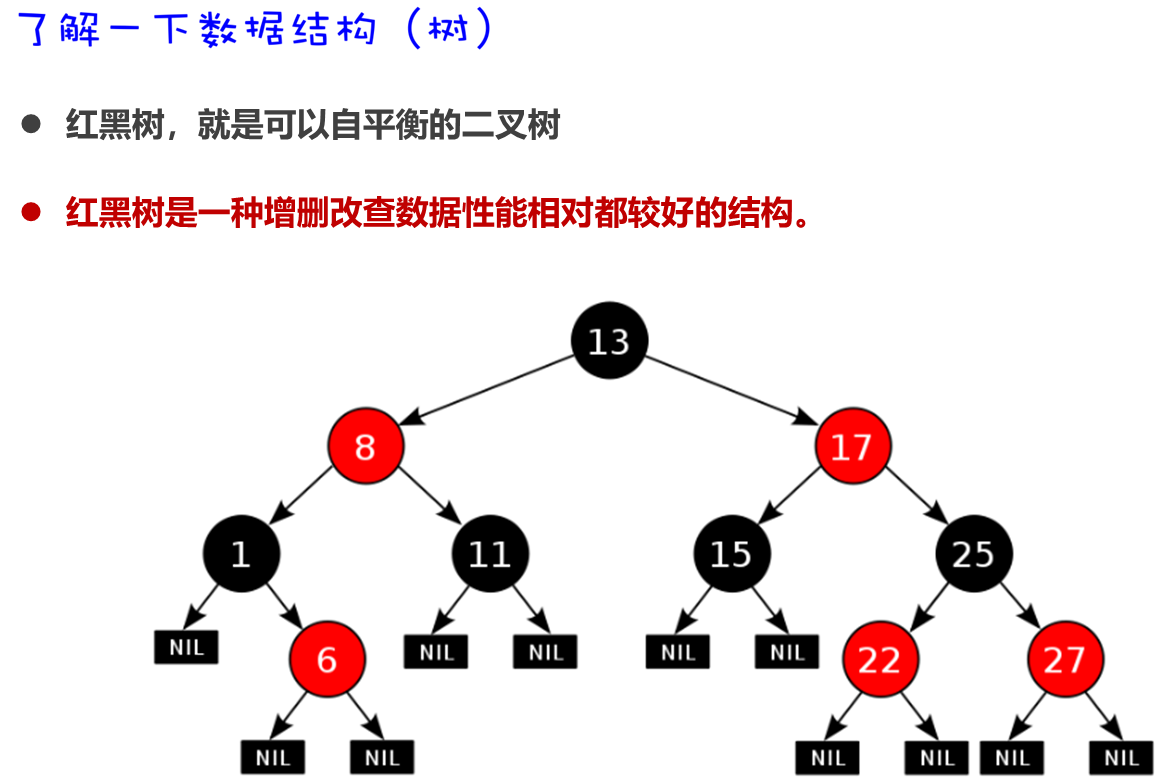 了解一下数据结构（树）
● 红黑树，就是可以自平衡的二叉树
● 红黑树是一种增删改查数据性能相对都较好的结构。
13
8 17
1 11 15 25
NIL 6 NIL NIL NIL NIL 22 27
NIL NIL NIL NIL NIL NIL